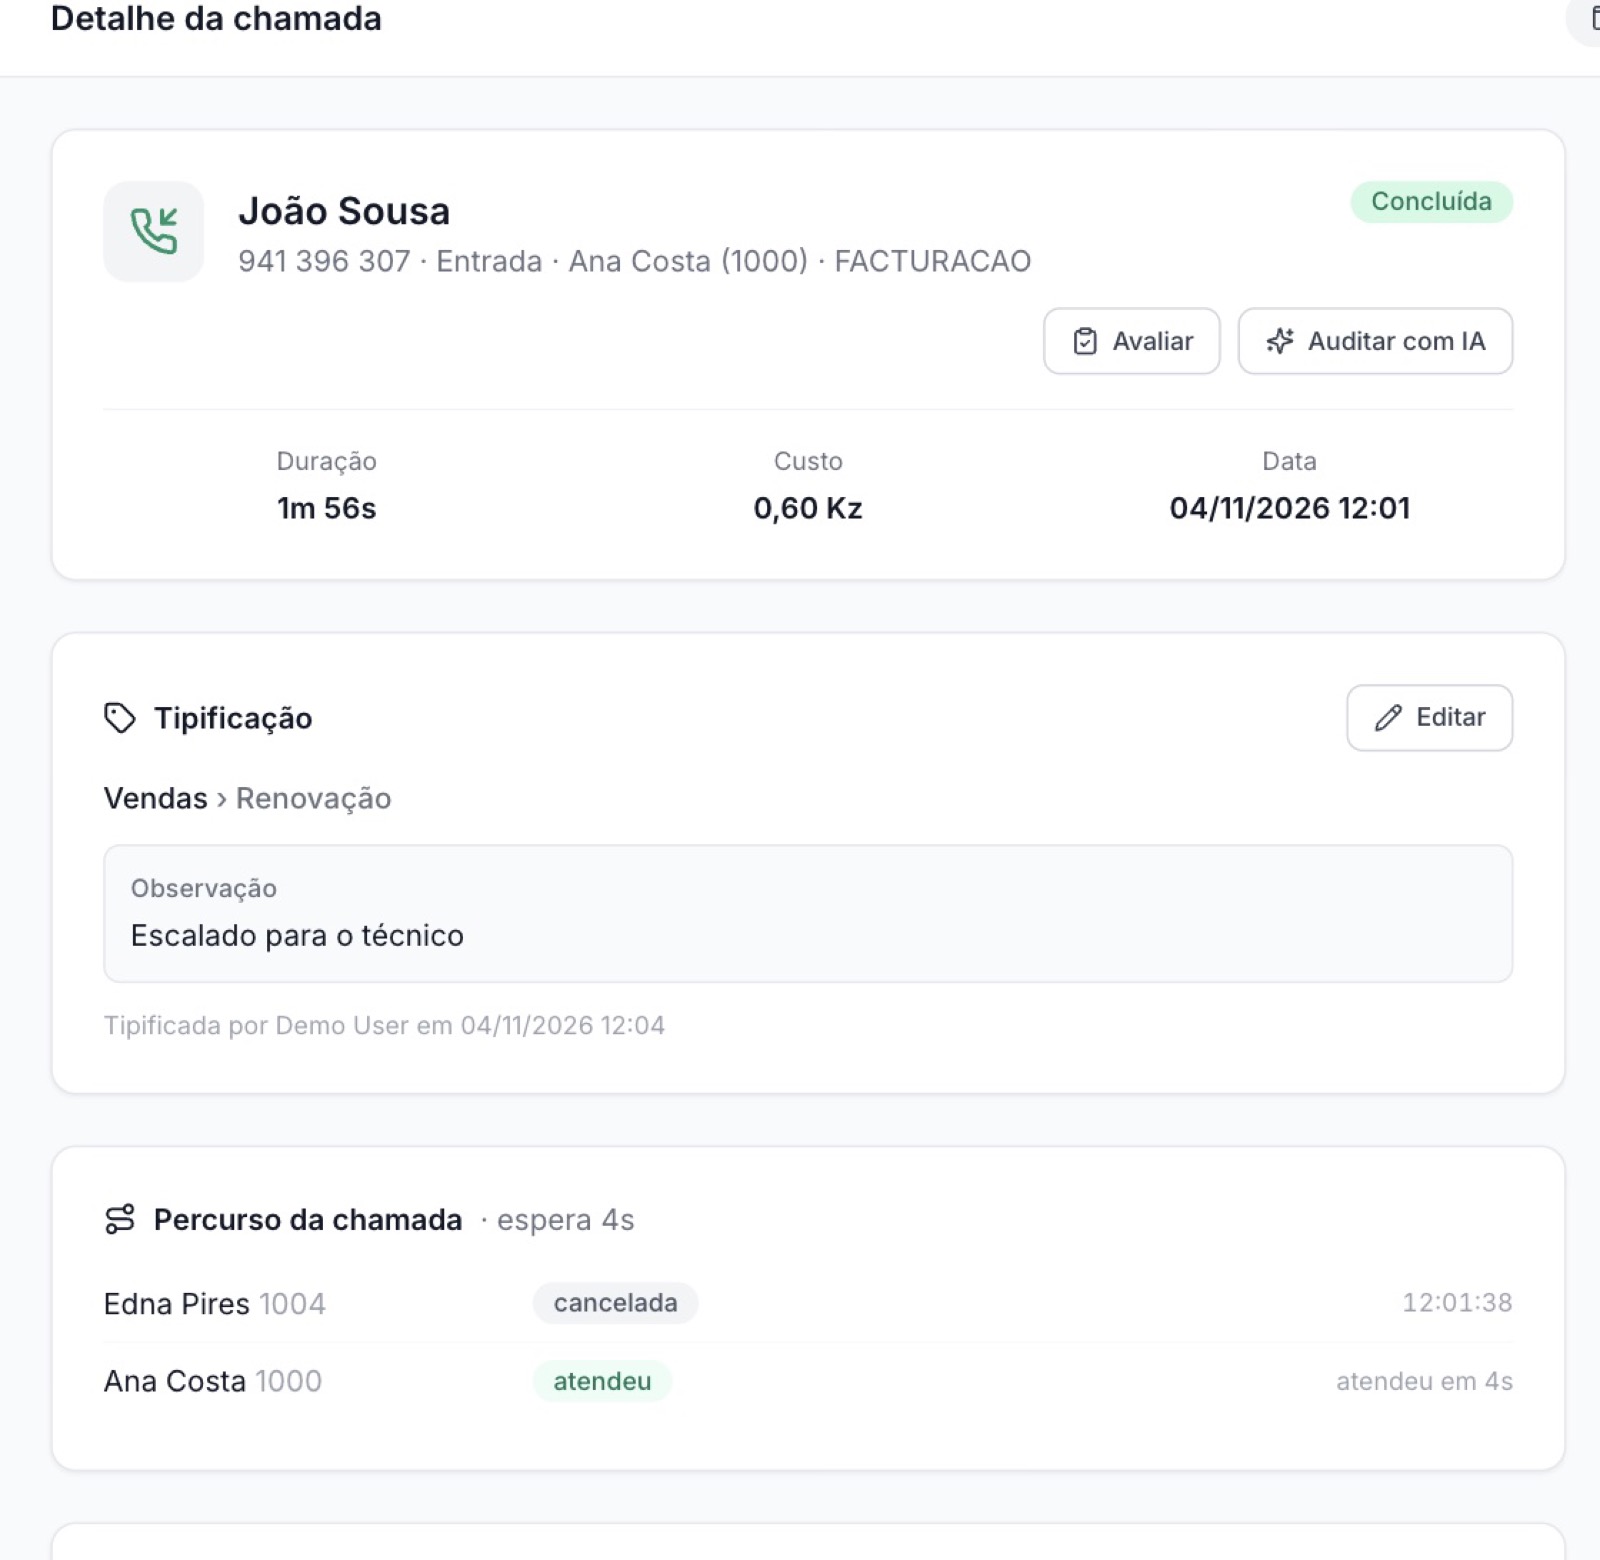 Detalhe da chamada
João Sousa
Concluída
941 396 307 · Entrada · Ana Costa (1000) · FACTURACAO
Avaliar
Auditar com IA
Duração
Custo
Data
1m 56s
0,60 Kz
04/11/2026 12:01
Tipificação
Editar
Vendas › Renovação
Observação
Escalado para o técnico
Tipificada por Demo User em 04/11/2026 12:04
Percurso da chamada · espera 4s
Edna Pires 1004
cancelada
12:01:38
Ana Costa 1000
atendeu
atendeu em 4s